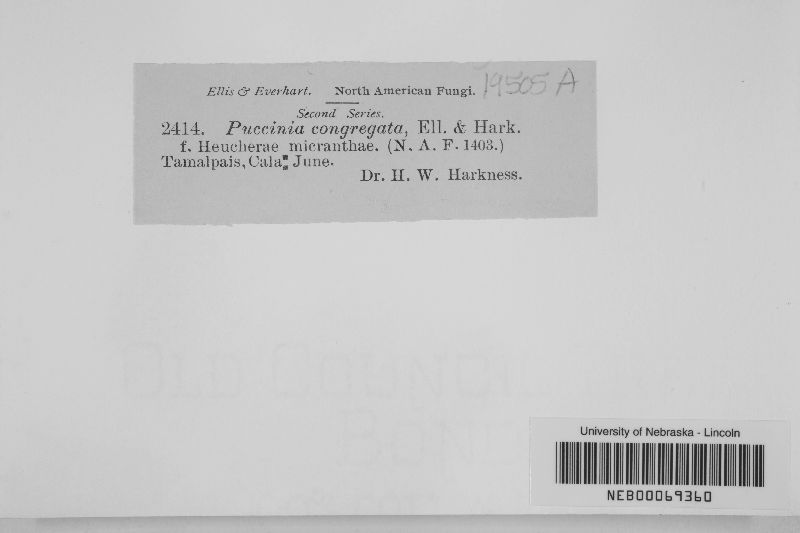 Ellis & Everhart. North American Fungi. 19505 A
Second Series.
2414. Puccinia congregata, Ell. & Hark.
f. Heucherae micranthae. (N. A. F. 1403.)
Tamalpais, Cala. June.
Dr. H. W. Harkness.
University of Nebraska - Lincoln
NEB00069360